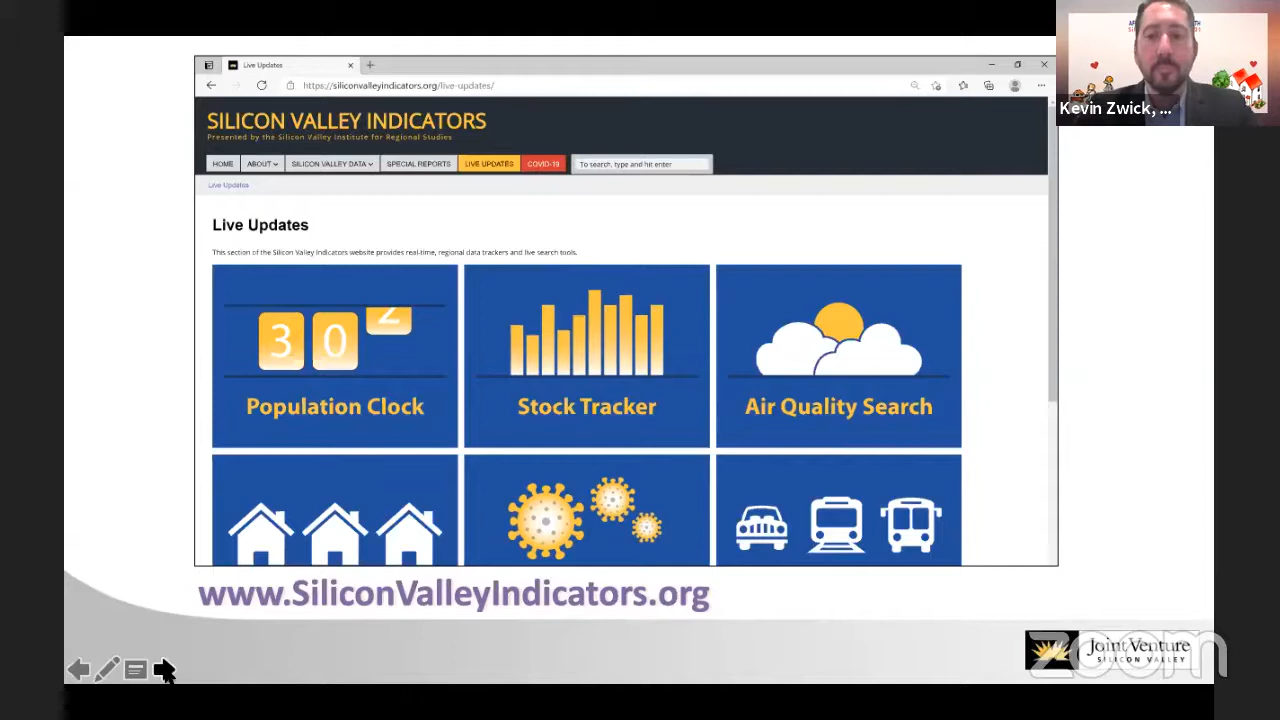 Live Updates
https://siliconvalleyindicators.org/live-updates/
SILICON VALLEY INDICATORS
Presented by the Silicon Valley Institute for Regional Studies
HOME ABOUT SILICON VALLEY DATA SPECIAL REPORTS LIVE UPDATES COVID-19 To search, type and hit enter
Live Updates
Live Updates
This section of the Silicon Valley Indicators website provides real-time, regional data trackers and live search tools.
3 0 2
Population Clock
Stock Tracker
Air Quality Search
www.SiliconValleyIndicators.org
Kevin Zwick, ...
Joint Venture
SILICON VALLEY
zoom